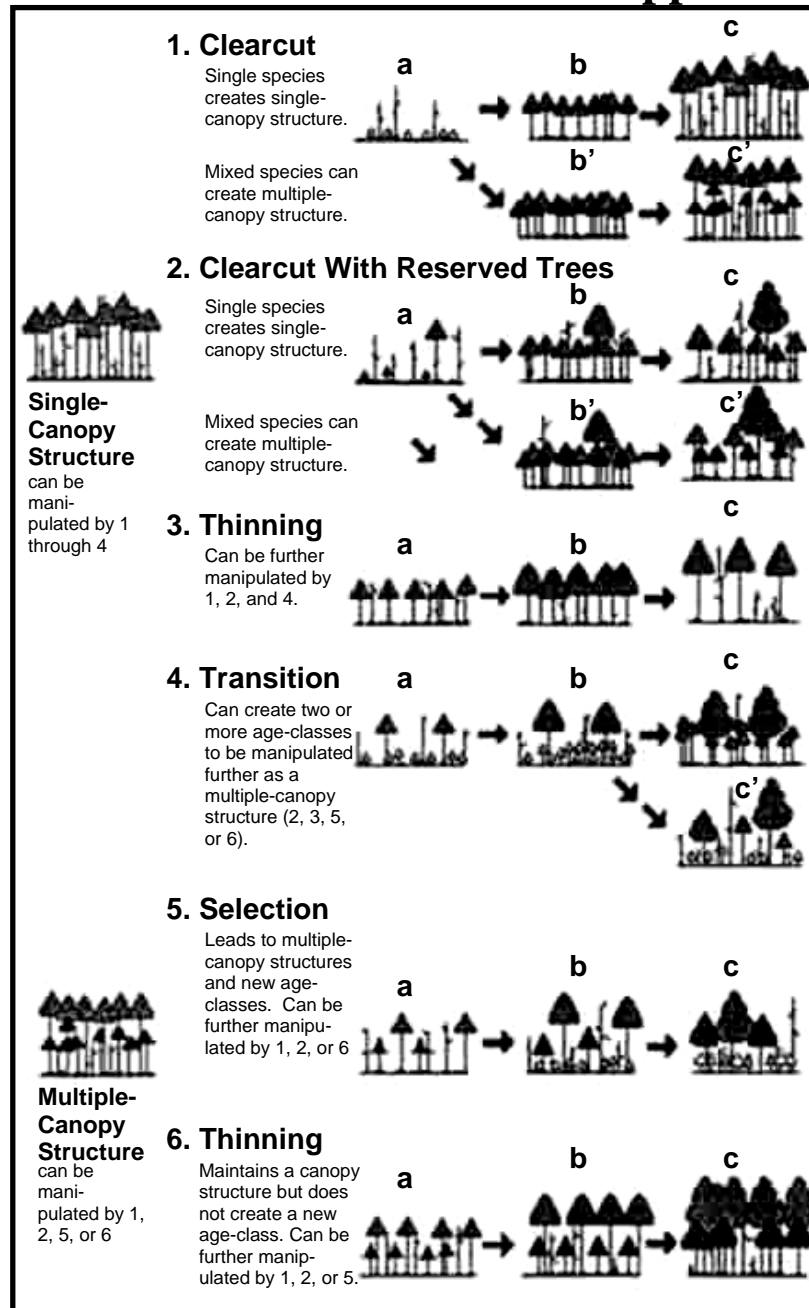 1. Clearcut
Single species
creates single-
canopy structure.
a
b
c
Mixed species can
create multiple-
canopy structure.
b’
c’
2. Clearcut With Reserved Trees
Single species
creates single-
canopy structure.
a
b
c
Mixed species can
create multiple-
canopy structure.
b’
c’
Single-
Canopy
Structure
can be
mani-
pulated by 1
through 4
3. Thinning
Can be further
manipulated by
1, 2, and 4.
a
b
c
4. Transition
Can create two or
more age-classes
to be manipulated
further as a
multiple-canopy
structure (2, 3, 5,
or 6).
a
b
c
c’
5. Selection
Leads to multiple-
canopy structures
and new age-
classes. Can be
further manipu-
lated by 1, 2, or 6
a
b
c
Multiple-
Canopy
Structure
can be
mani-
pulated by 1,
2, 5, or 6
6. Thinning
Maintains a canopy
structure but does
not create a new
age-class. Can be
further manip-
ulated by 1, 2, or 5.
a
b
c